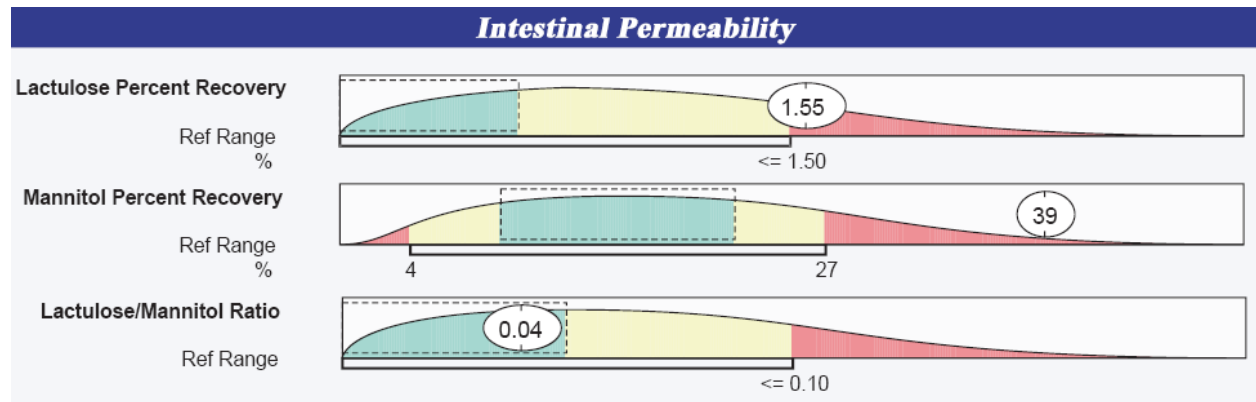 Intestinal Permeability
Lactulose Percent Recovery
1.55
Ref Range
%
<= 1.50
Mannitol Percent Recovery
39
Ref Range
%
4
27
Lactulose/Mannitol Ratio
0.04
Ref Range
<= 0.10